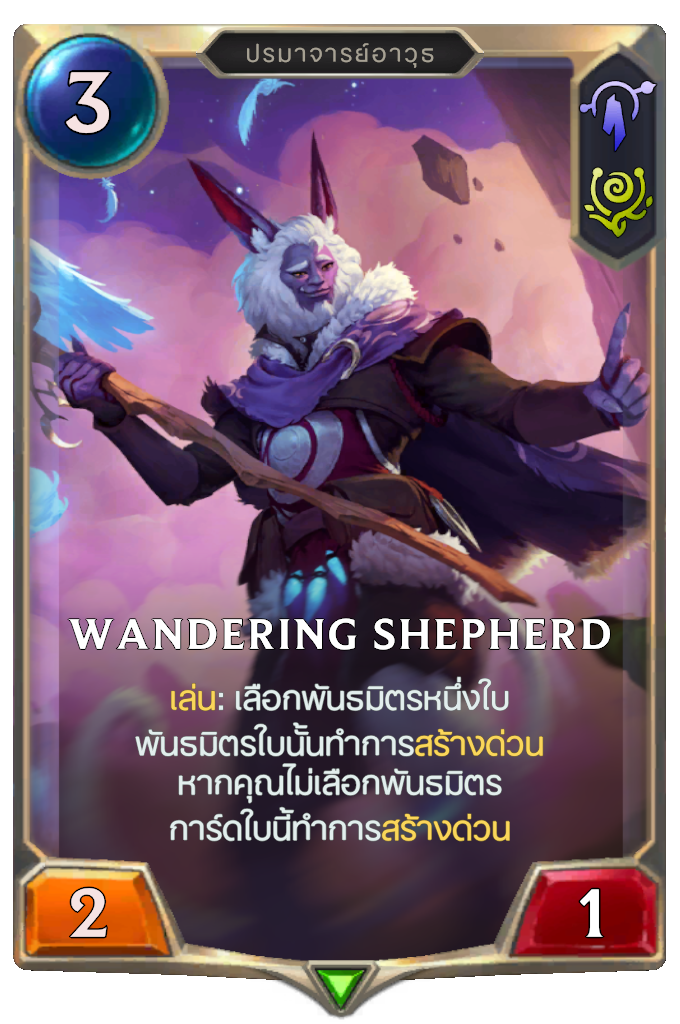 3
ปรมาจารย์อาวุธ
WANDERING SHEPHERD
เล่น: เลือกพันธมิตรหนึ่งใบ
พันธมิตรใบนั้นทำการสร้างด่วน
หากคุณไม่เลือกพันธมิตร
การ์ดใบนี้ทำการสร้างด่วน
2
1